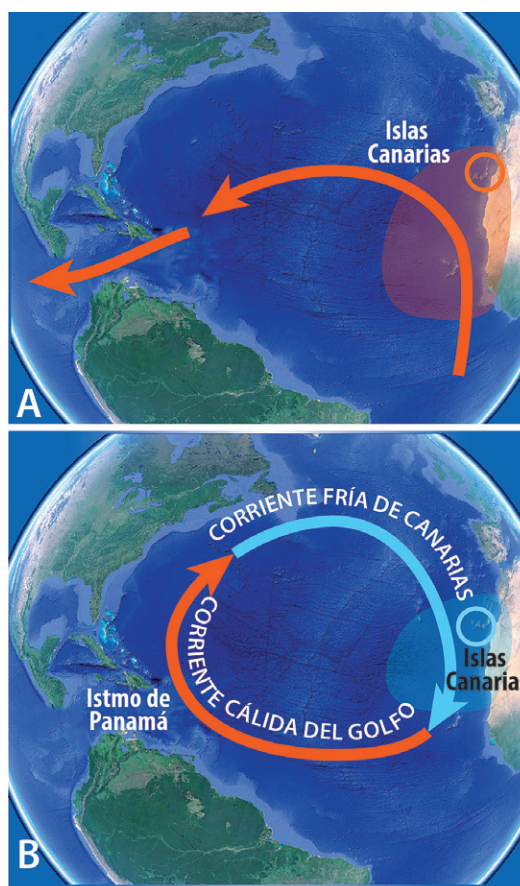 Islas
Canarias
A
CORRIENTE FRÍA DE CANARIAS
CORRIENTE CÁLIDA DEL GOLFO
Islas
Canaria
Istmo de
Panamá
B